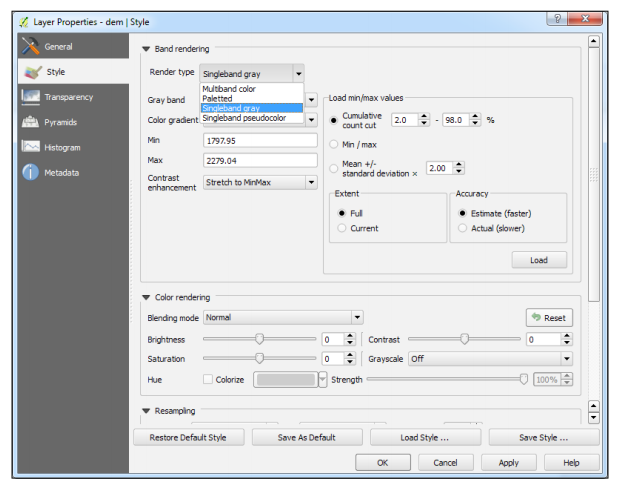 Layer Properties - dem | Style
General
Style
Transparency
Pyramids
Histogram
Metadata
Band rendering
Render type Singleband gray
Multiband color
Paletted
Singleband gray
Singleband pseudocolor
Gray band
Color gradient
Min 1797.95
Max 2279.04
Contrast
enhancement Stretch to MinMax
Load min/max values
Cumulative
count cut 2.0 - 98.0 %
Min / max
Mean +/-
standard deviation × 2.00
Extent
Full
Current
Accuracy
Estimate (faster)
Actual (slower)
Load
Color rendering
Blending mode Normal Reset
Brightness 0 Contrast 0
Saturation 0 Grayscale Off
Hue Colorize Strength 100%
Resampling
Restore Default Style Save As Default Load Style ... Save Style ...
OK Cancel Apply Help